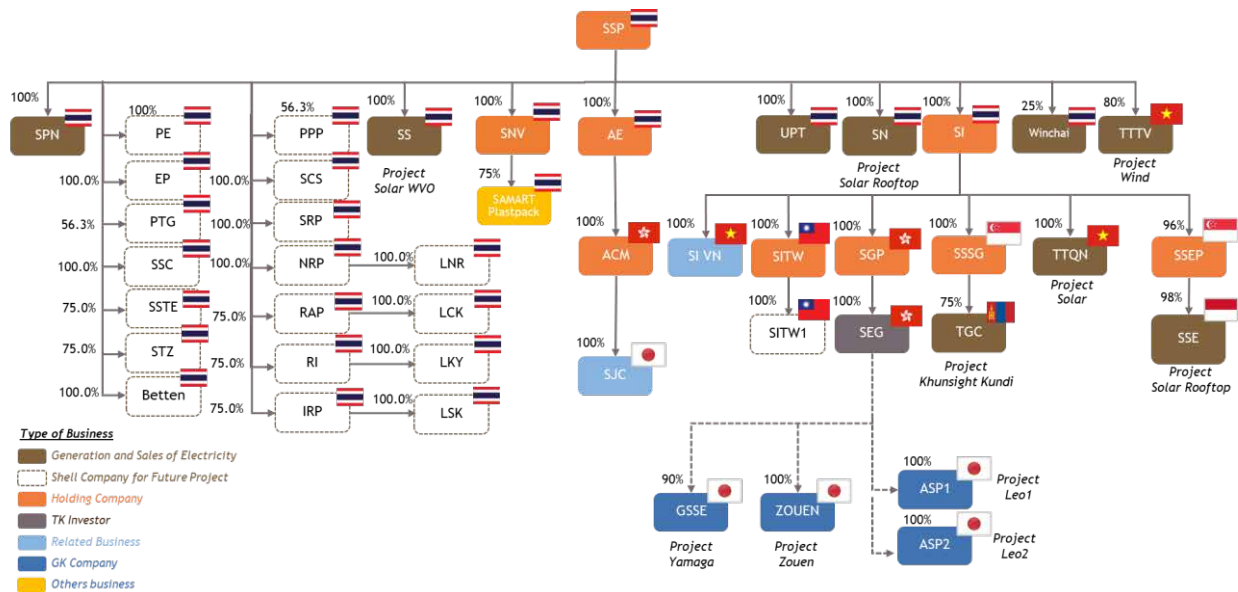 SSP
100%
SPN
100%
PE
100.0%
EP
56.3%
PTG
100.0%
SSC
75.0%
SSTE
75.0%
STZ
100.0%
Betten
56.3%
PPP
100.0%
SCS
100.0%
SRP
100.0%
NRP
100.0%
LNR
75.0%
RAP
100.0%
LCK
75.0%
RI
100.0%
LKY
75.0%
IRP
100.0%
LSK
100%
SS
Project
Solar WVO
100%
SNV
75%
SAMART
Plastpack
100%
AE
100%
ACM
100%
SJC
100%
UPT
100%
SN
Project
Solar Rooftop
100%
SI
25%
Winchai
80%
TTTV
Project
Wind
100%
SI VN
100%
SITW
100%
SITW1
100%
SGP
100%
SEG
100%
SSSG
75%
TGC
Project
Khunsight Kundi
100%
TTQN
Project
Solar
96%
SSEP
98%
SSE
Project
Solar Rooftop
90%
GSSE
Project
Yamaga
100%
ZOUEN
Project
Zouen
100%
ASP1
Project
Leo1
100%
ASP2
Project
Leo2
Type of Business
Generation and Sales of Electricity
Shell Company for Future Project
Holding Company
TK Investor
Related Business
GK Company
Others business